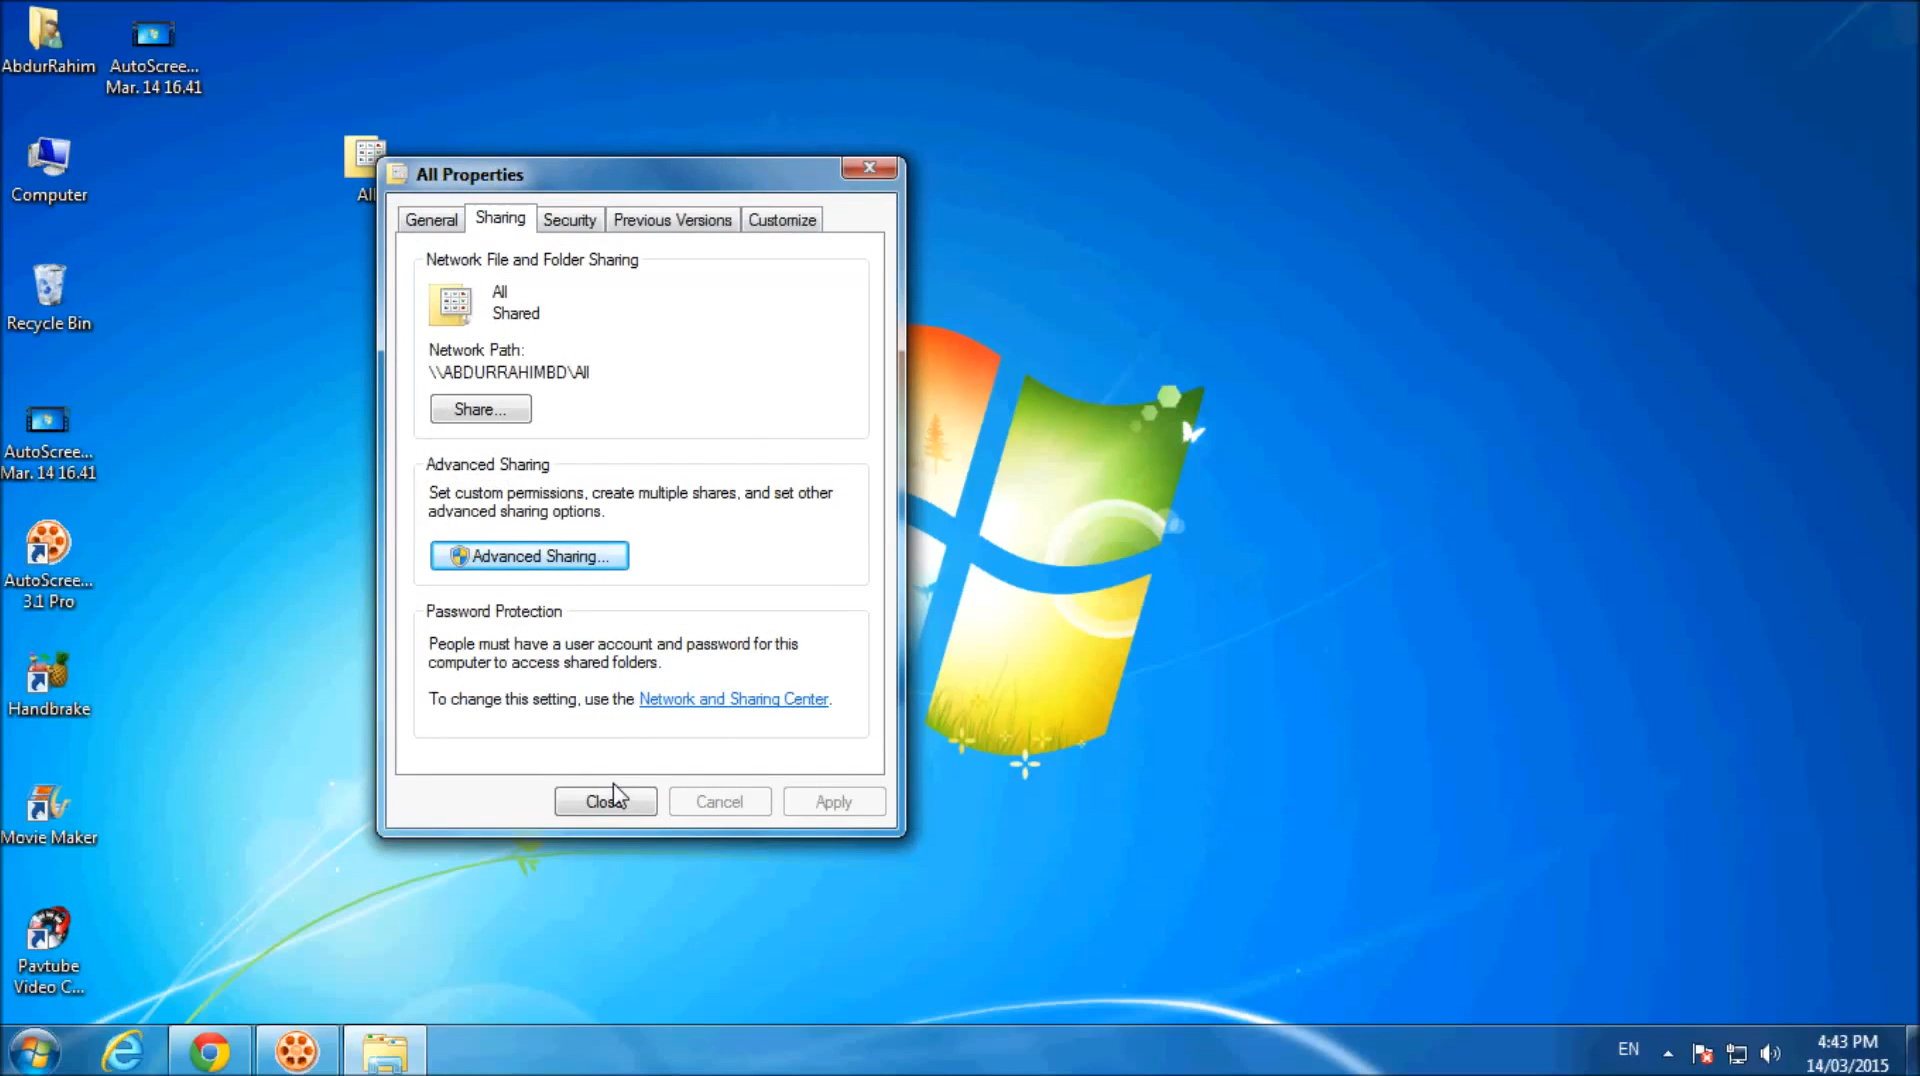 AbdurRahim
AutoScree...
Mar. 14 16.41
Computer
Recycle Bin
AutoScree...
Mar. 14 16.41
AutoScree...
3.1 Pro
Handbrake
Movie Maker
Pavtube
Video C...
All
All Properties
General
Sharing
Security
Previous Versions
Customize
Network File and Folder Sharing
All
Shared
Network Path:
\\ABDURRAHIMBD\All
Share...
Advanced Sharing
Set custom permissions, create multiple shares, and set other
advanced sharing options.
Advanced Sharing...
Password Protection
People must have a user account and password for this
computer to access shared folders.
To change this setting, use the Network and Sharing Center.
Close
Cancel
Apply
EN
4:43 PM
14/03/2015